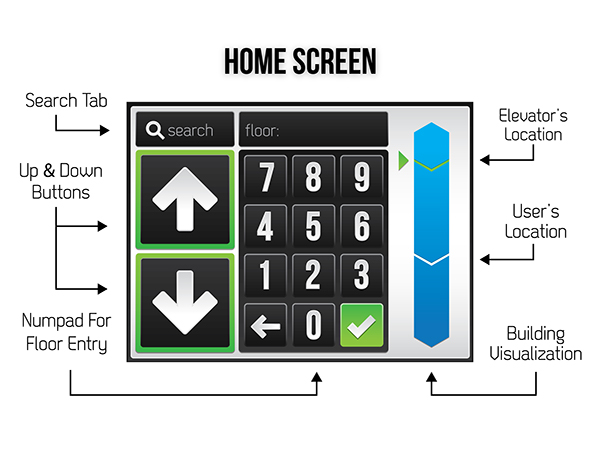 HOME SCREEN
Search Tab
Up & Down
Buttons
Numpad For
Floor Entry
search
floor:
7 8 9
4 5 6
1 2 3
0
Elevator's
Location
User's
Location
Building
Visualization